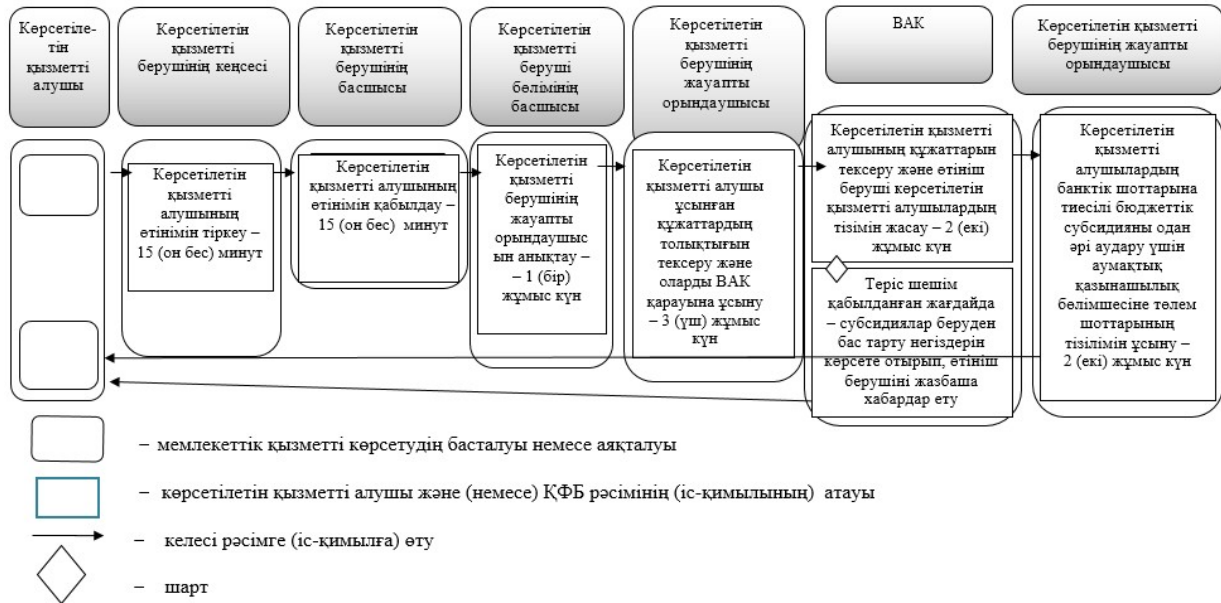 Көрсетіле-
тін
қызметті
алушы
Көрсетілетін
қызметті
берушінің кеңсесі
Көрсетілетін
қызметті
берушінің
басшысы
Көрсетілетін
қызметті
беруші
бөлімінің
басшысы
Көрсетілетін
қызметті
берушінің
жауапты
орындаушысы
ВАК
Көрсетілетін қызметті
берушінің жауапты
орындаушысы
Көрсетілетін
қызметті
алушының
өтінімін тіркеу –
15 (он бес) минут
Көрсетілетін
қызметті алушының
өтінімін қабылдау –
15 (он бес) минут
Көрсетілетін
қызметті
берушінің
жауапты
орындаушыс
ын анықтау –
– 1 (бір)
жұмыс күн
Көрсетілетін
қызметті алушы
ұсынған
құжаттардың
толықтығын
тексеру және
оларды ВАК
қарауына ұсыну
– 3 (үш) жұмыс
күн
Көрсетілетін қызметті
алушының құжаттарын
тексеру және өтініш
беруші көрсетілетін
қызметті алушылардың
тізімін жасау – 2 (екі)
жұмыс күн
Теріс шешім
қабылданған жағдайда
– субсидиялар беруден
бас тарту негіздерін
көрсете отырып, өтініш
берушіні жазбаша
хабардар ету
Көрсетілетін
қызметті
алушылардың
банктік шоттарына
тиесілі бюджеттік
субсидияны одан
әрі аудару үшін
аумақтық
қазынашылық
бөлімшесіне төлем
шоттарының
тізілімін ұсыну –
2 (екі) жұмыс күн
– мемлекеттік қызметті көрсетудің басталуы немесе аяқталуы
– көрсетілетін қызметті алушы және (немесе) ҚФБ рәсімінің (іс-қимылының) атауы
– келесі рәсімге (іс-қимылға) өту
– шарт